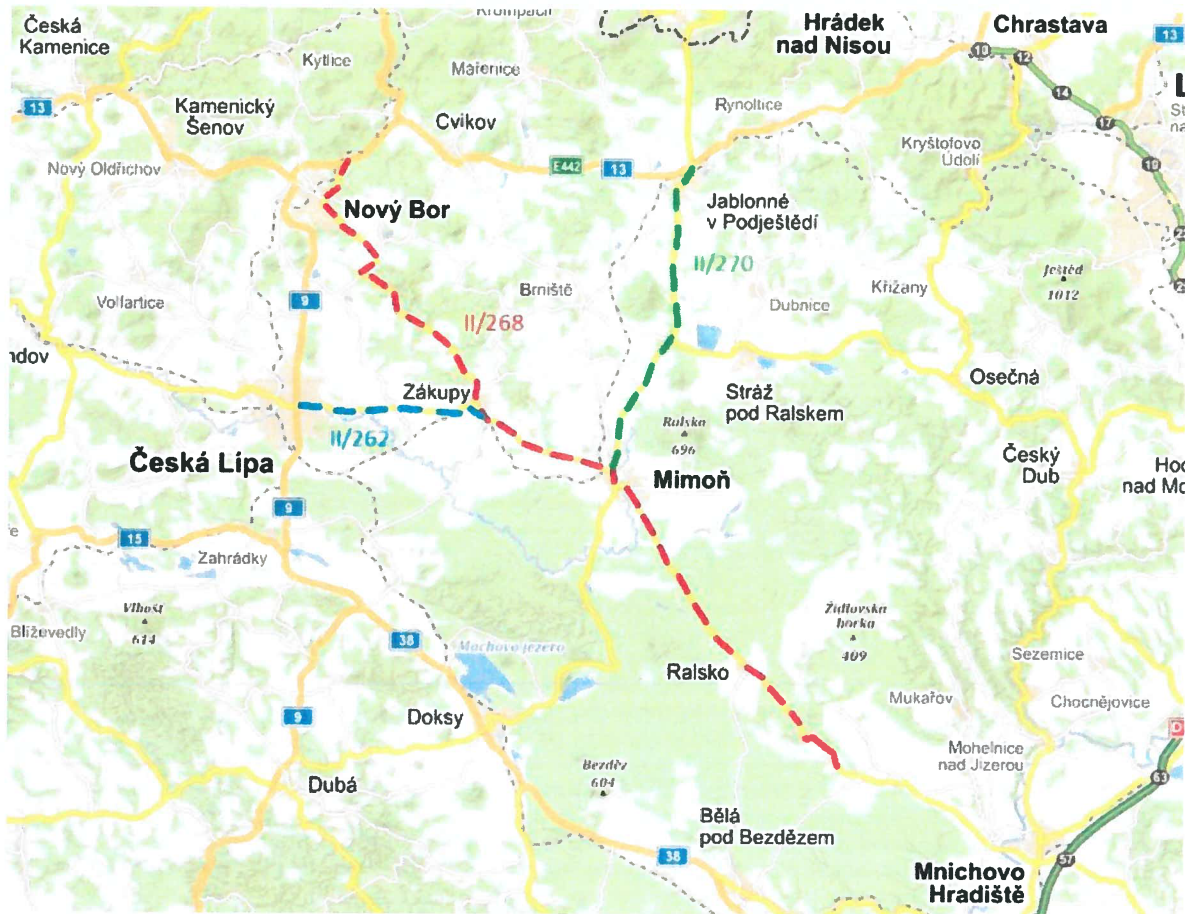 Krompach
Česká
Kamenice
Hrádek
nad Nisou
Chrastava
Kytlice
Mařenice
10
12
13
13
Kamenický
Šenov
Cvikov
Rynoltice
14
17
Kryštofovo
Údolí
Nový Oldřichov
E442
13
19
Nový Bor
Jablonné
v Podještědí
II/270
Ještěd
1012
Volfartice
9
Brniště
Dubnice
Křižany
II/268
ndov
Zákupy
Osečná
Stráž
pod Ralskem
II/262
Ralsko
696
Česká Lípa
Mimoň
Český
Dub
Hod
nad Mo
9
15
Zahrádky
Vlhošť
614
Blíževedly
38
Židlovská
horka
409
Máchovo jezero
Ralsko
Sezemice
Mukařov
Chocnějovice
9
Doksy
D
Mohelnice
nad Jizerou
63
Bezděz
604
Dubá
Bělá
pod Bezdězem
38
57
Mnichovo
Hradiště